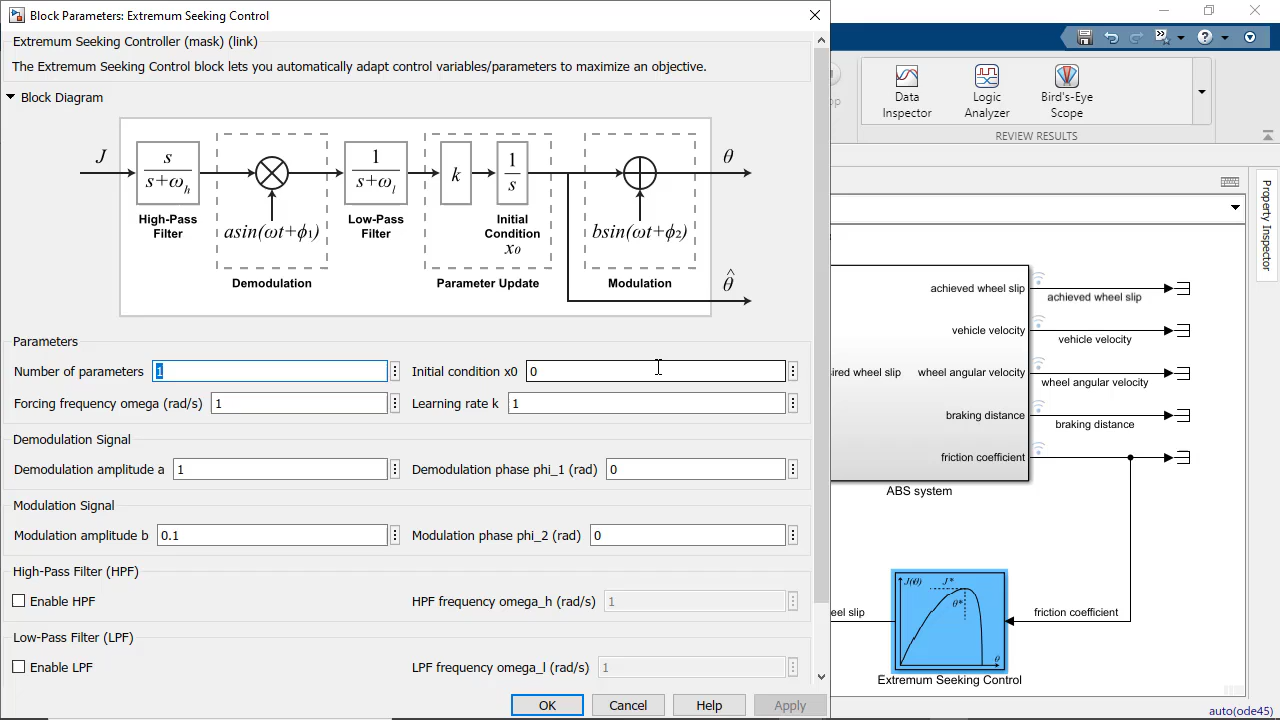 Block Parameters: Extremum Seeking Control
Extremum Seeking Controller (mask) (link)
The Extremum Seeking Control block lets you automatically adapt control variables/parameters to maximize an objective.
Block Diagram
J
s
s+ωh
High-Pass
Filter
asin(ωt+ϕ1)
Demodulation
1
s+ωl
Low-Pass
Filter
k
1
s
Initial
Condition
x0
Parameter Update
bsin(ωt+ϕ2)
Modulation
θ
θ̂
Parameters
Number of parameters 1
Initial condition x0 0
Forcing frequency omega (rad/s) 1
Learning rate k 1
Demodulation Signal
Demodulation amplitude a 1
Demodulation phase phi_1 (rad) 0
Modulation Signal
Modulation amplitude b 0.1
Modulation phase phi_2 (rad) 0
High-Pass Filter (HPF)
Enable HPF
HPF frequency omega_h (rad/s) 1
Low-Pass Filter (LPF)
Enable LPF
LPF frequency omega_l (rad/s) 1
OK Cancel Help Apply
Data
Inspector
Logic
Analyzer
Bird's-Eye
Scope
REVIEW RESULTS
Property Inspector
achieved wheel slip
achieved wheel slip
vehicle velocity
vehicle velocity
wheel slip
wheel angular velocity
wheel angular velocity
braking distance
braking distance
friction coefficient
ABS system
slip
J(θ)
J*
θ*
θ
friction coefficient
Extremum Seeking Control
auto(ode45)